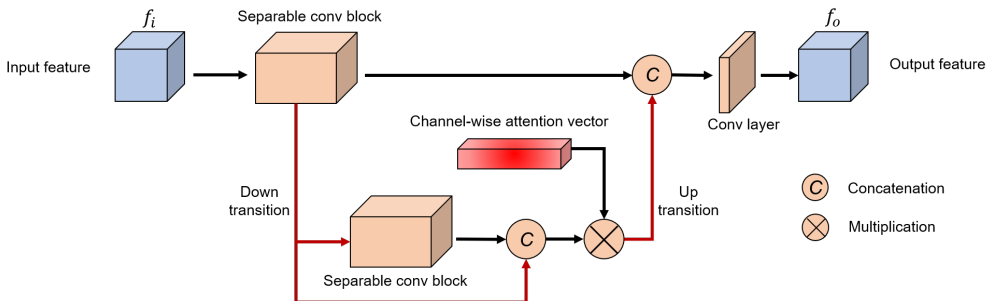 f_i
Separable conv block
f_o
Input feature
C
Output feature
Channel-wise attention vector
Conv layer
Down
transition
Up
transition
C Concatenation
Multiplication
C
Separable conv block